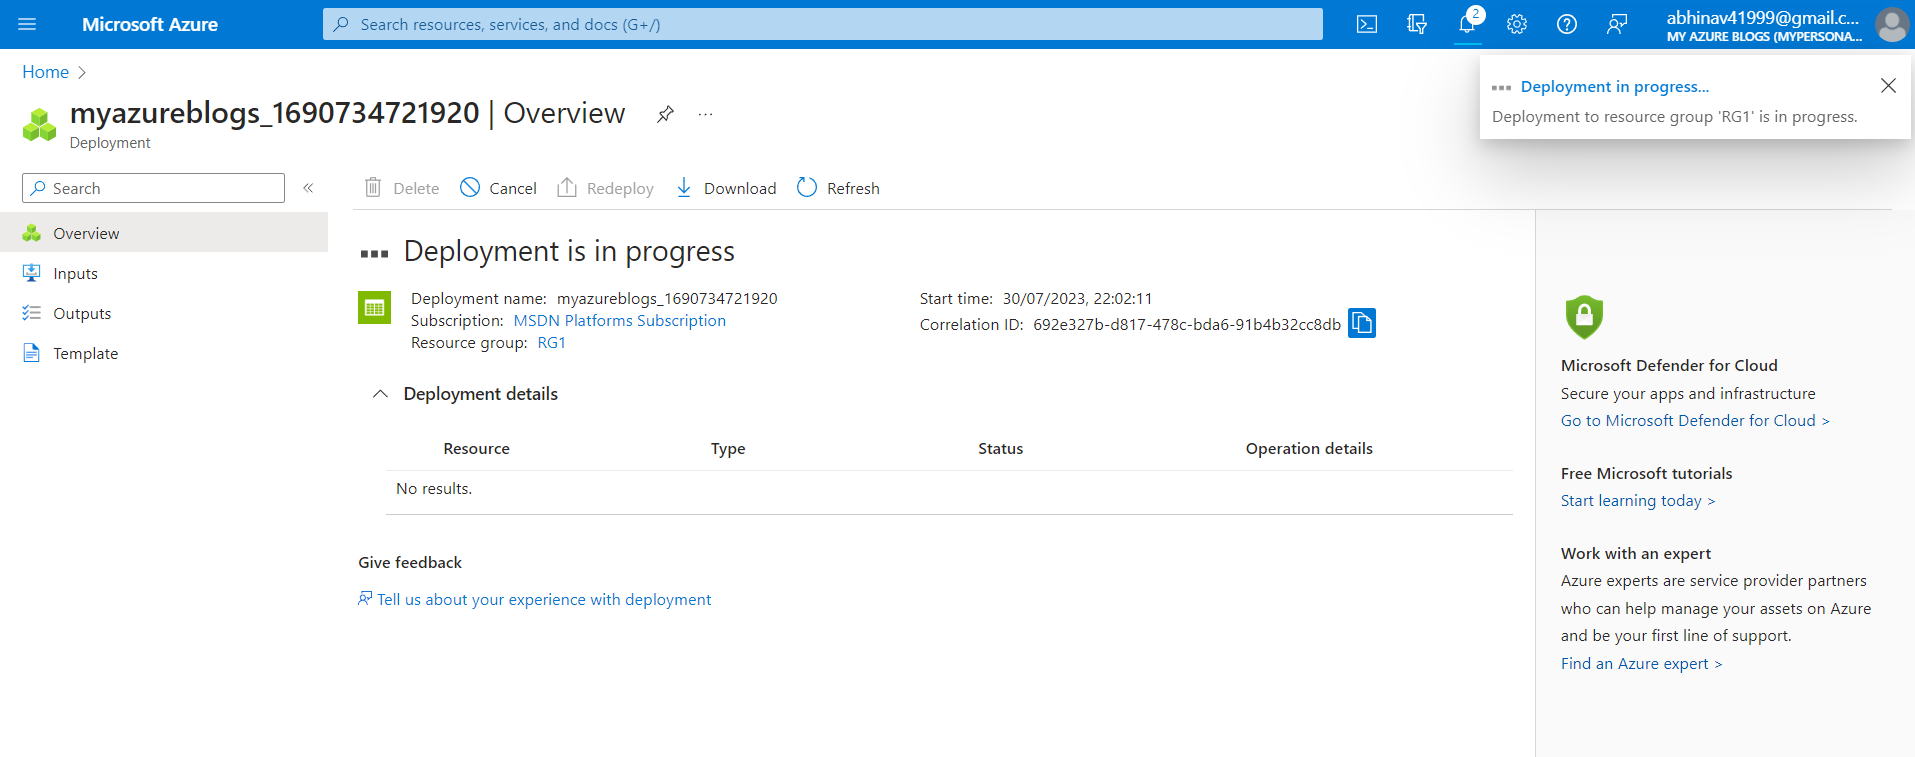 Microsoft Azure
Search resources, services, and docs (G+/)
2
abhinav41999@gmail.c...
MY AZURE BLOGS (MYPERSONA...
Home
Deployment in progress...
Deployment to resource group 'RG1' is in progress.
myazureblogs_1690734721920 | Overview
Deployment
Search
Delete Cancel Redeploy Download Refresh
Overview
Inputs
Outputs
Template
Deployment is in progress
Deployment name: myazureblogs_1690734721920
Subscription: MSDN Platforms Subscription
Resource group: RG1
Start time: 30/07/2023, 22:02:11
Correlation ID: 692e327b-d817-478c-bda6-91b4b32cc8db
Deployment details
Resource Type Status Operation details
No results.
Give feedback
Tell us about your experience with deployment
Microsoft Defender for Cloud
Secure your apps and infrastructure
Go to Microsoft Defender for Cloud >
Free Microsoft tutorials
Start learning today >
Work with an expert
Azure experts are service provider partners
who can help manage your assets on Azure
and be your first line of support.
Find an Azure expert >